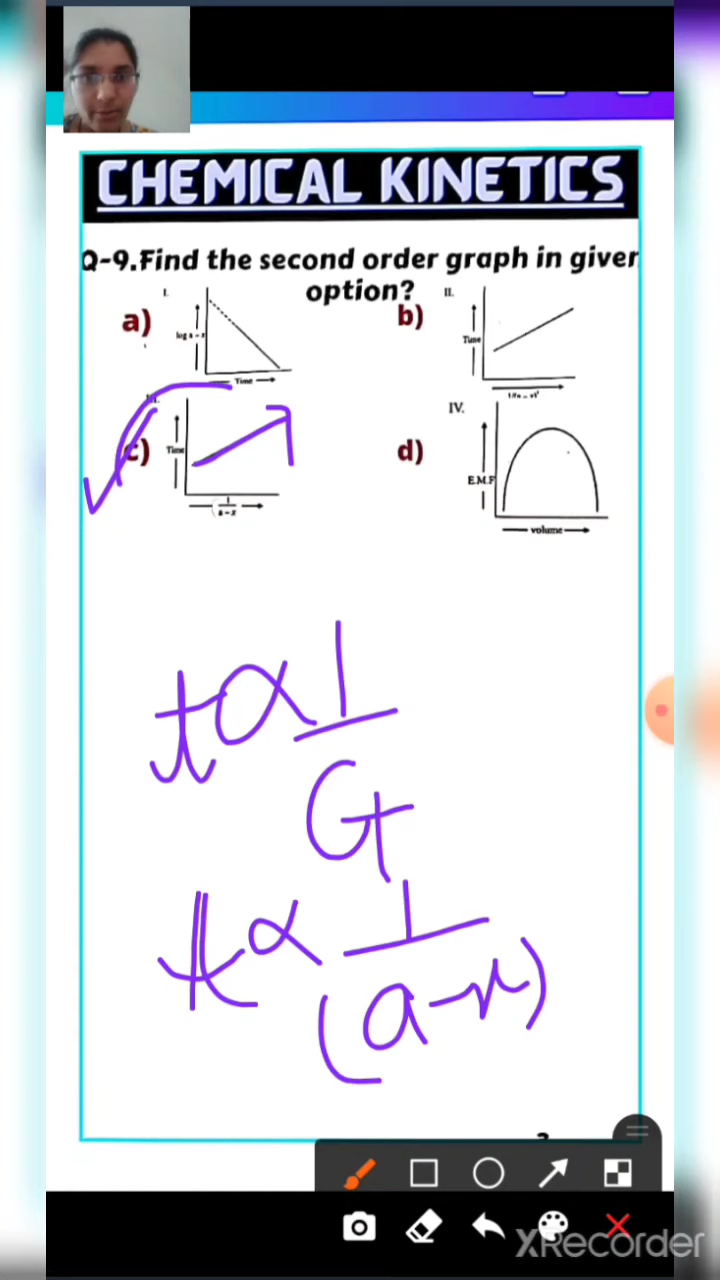 CHEMICAL KINETICS
Q-9.Find the second order graph in given
option?
I.
a)
log a - x
Time
II.
b)
Time
c)
Time
1
a - x
IV.
d)
E.M.F
volume
t∝ 1
Ct
t∝ 1
(a-x)
XRecorder